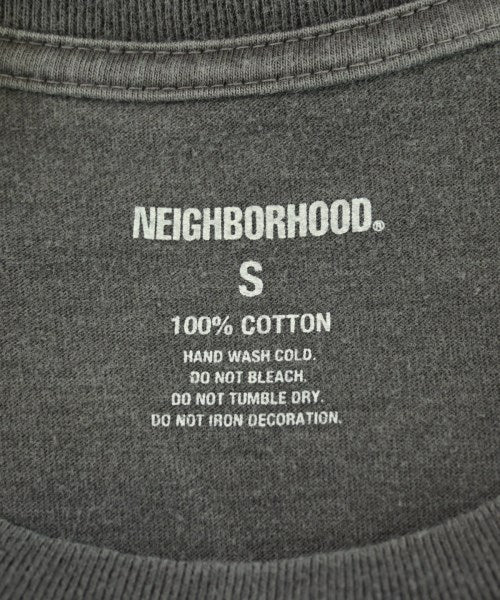 NEIGHBORHOOD®
S
100% COTTON
HAND WASH COLD.
DO NOT BLEACH.
DO NOT TUMBLE DRY.
DO NOT IRON DECORATION.